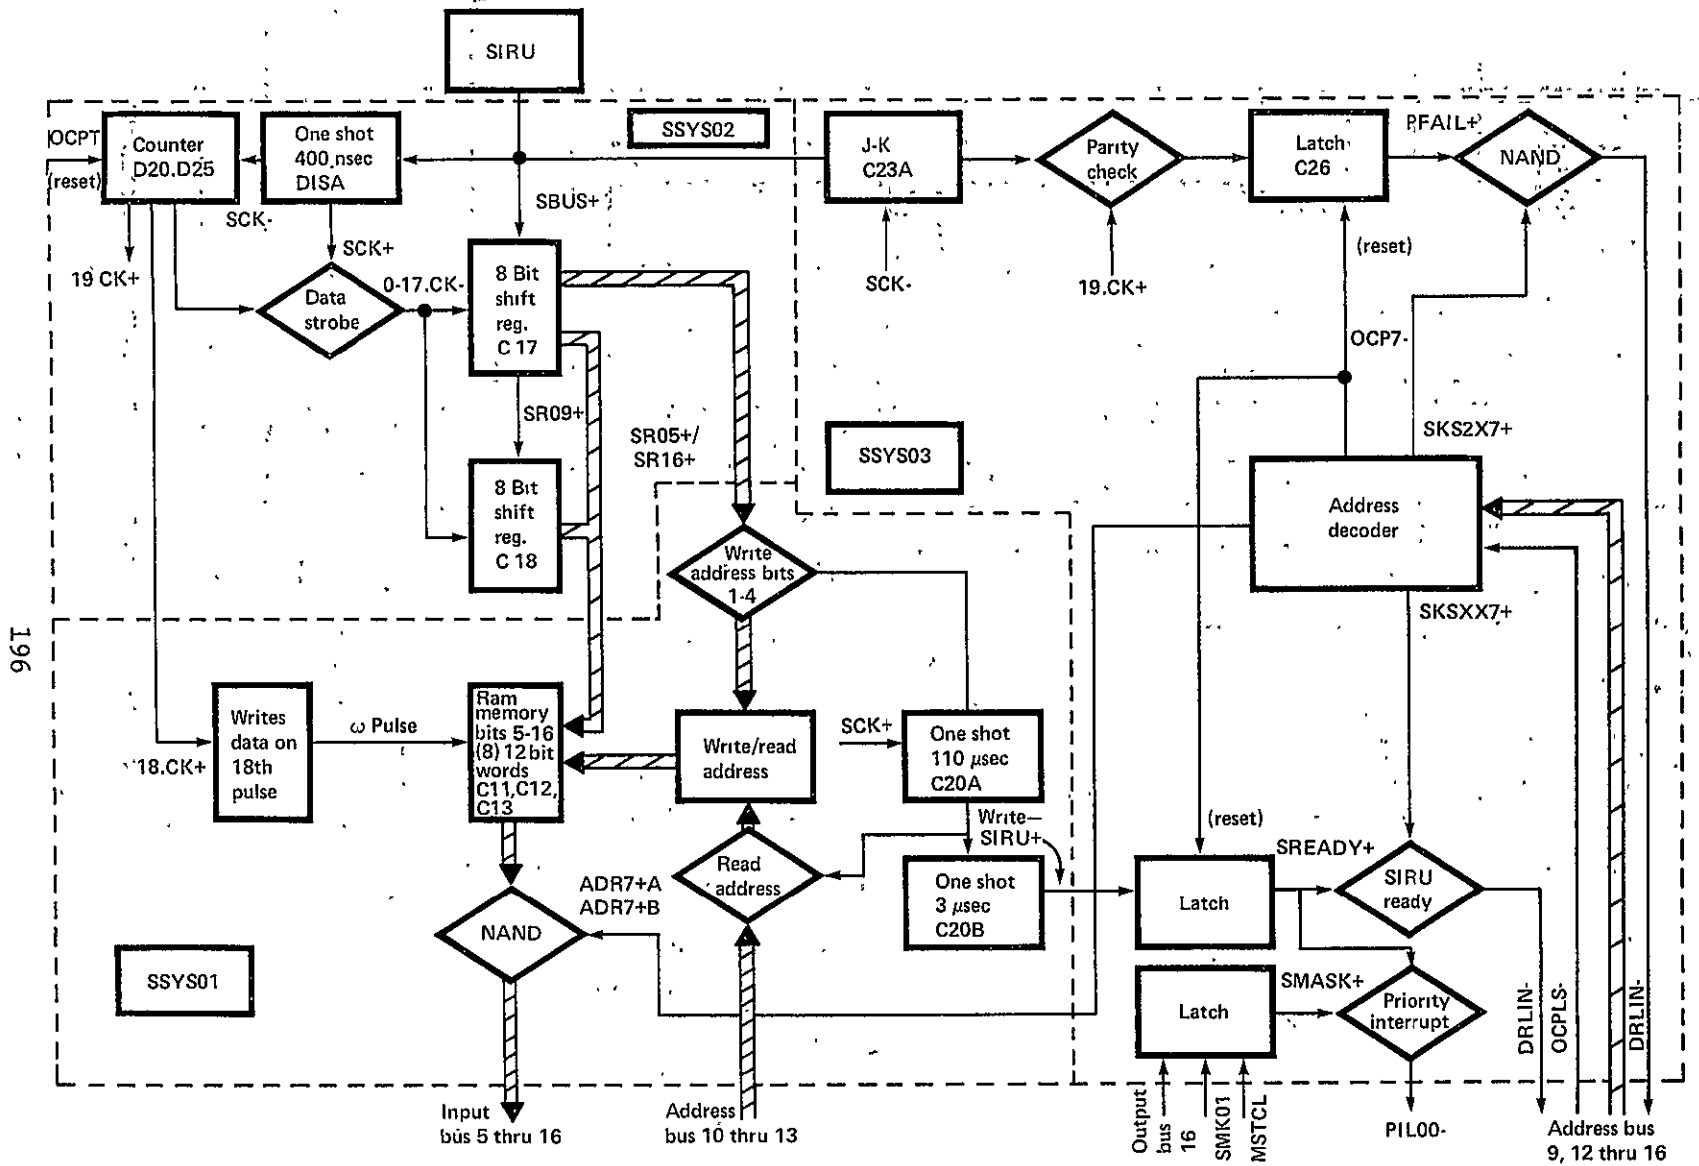 SIRU
SSYS02
OCPT
(reset)
Counter
D20.D25
One shot
400 nsec
DISA
SCK-
SCK+
19 CK+
SBUS+
J-K
C23A
SCK-
Parity
check
19.CK+
Latch
C26
PFAIL+
NAND
(reset)
OCP7-
SKS2X7+
Data
strobe
0-17.CK-
8 Bit
shift
reg.
C 17
SR09+
8 Bit
shift
reg.
C 18
SR05+/
SR16+
SSYS03
Address
decoder
SKSXX7+
Write
address bits
1-4
196
18.CK+
Writes
data on
18th
pulse
ω Pulse
Ram
memory
bits 5-16
(8) 12 bit
words
C11,C12,
C13
Write/read
address
SCK+
One shot
110 μsec
C20A
Write—
SIRU+
One shot
3 μsec
C20B
Read
address
ADR7+A
ADR7+B
NAND
SSYS01
(reset)
Latch
SREADY+
SIRU
ready
Latch
SMASK+
Priority
interrupt
DRLIN-
OCPLS-
DRLIN-
Input
bus 5 thru 16
Address
bus 10 thru 13
Output
bus
16
SMK01
MSTCL
PIL00-
Address bus
9, 12 thru 16